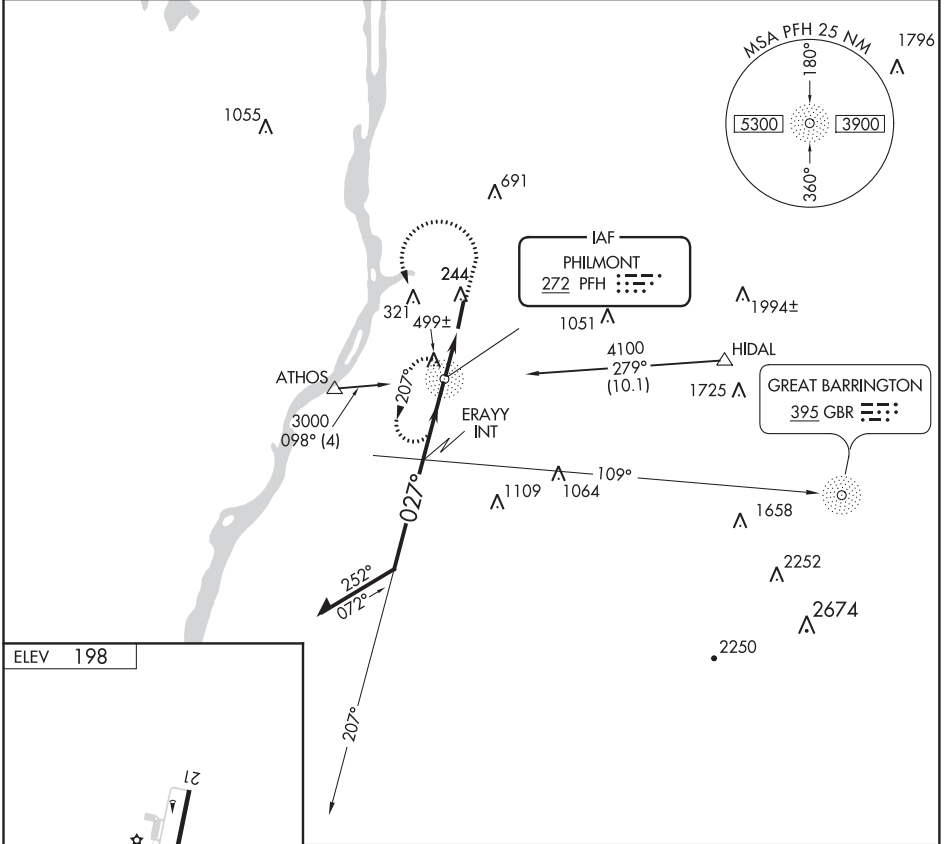 MSA PFH 25 NM
1796
180°
5300
3900
360°
1055
691
IAF
PHILMONT
272 PFH
244
321
499±
1051
1994±
4100
279°
(10.1)
HIDAL
1725
ATHOS
3000
098° (4)
207°
ERAYY
INT
GREAT BARRINGTON
395 GBR
027°
109°
1109
1064
1658
252°
072°
2252
2674
2250
207°
ELEV 198
21